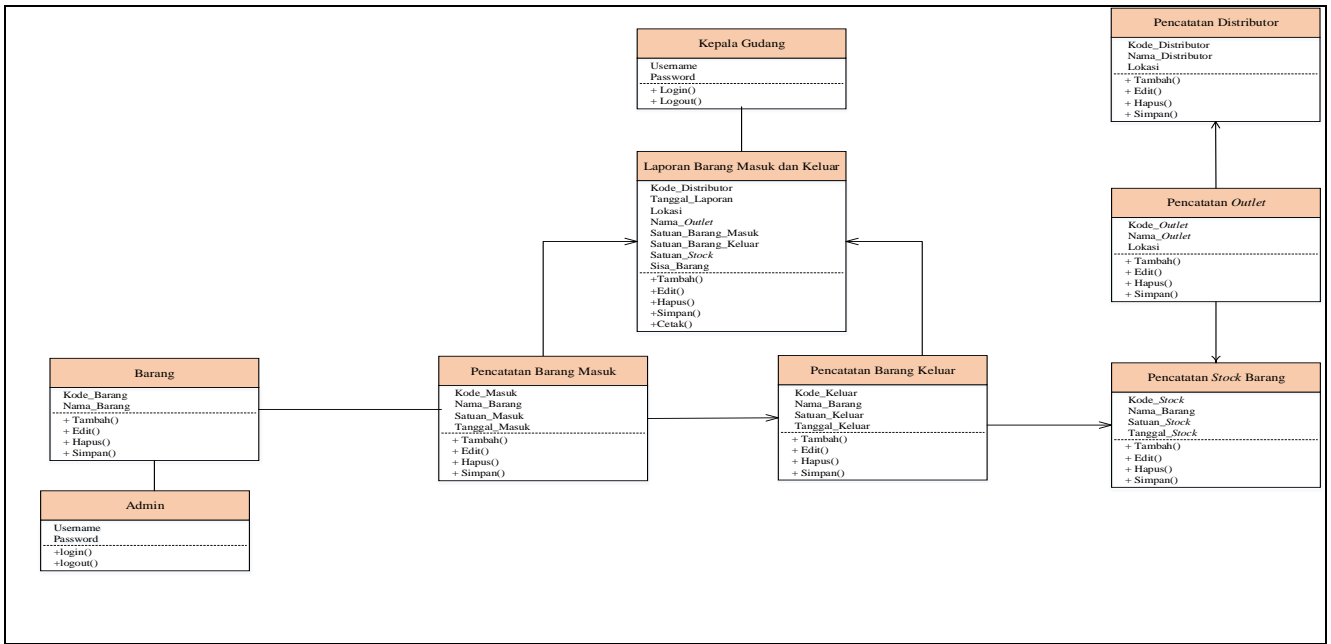 Kepala Gudang
Username
Password
+ Login()
+ Logout()
Pencatatan Distributor
Kode_Distributor
Nama_Distributor
Lokasi
+ Tambah()
+ Edit()
+ Hapus()
+ Simpan()
Laporan Barang Masuk dan Keluar
Kode_Distributor
Tanggal_Laporan
Lokasi
Nama_Outlet
Satuan_Barang_Masuk
Satuan_Barang_Keluar
Satuan_Stock
Sisa_Barang
+Tambah()
+Edit()
+Hapus()
+Simpan()
+Cetak()
Pencatatan Outlet
Kode_Outlet
Nama_Outlet
Lokasi
+ Tambah()
+ Edit()
+ Hapus()
+ Simpan()
Barang
Kode_Barang
Nama_Barang
+ Tambah()
+ Edit()
+ Hapus()
+ Simpan()
Pencatatan Barang Masuk
Kode_Masuk
Nama_Barang
Satuan_Masuk
Tanggal_Masuk
+ Tambah()
+ Edit()
+ Hapus()
+ Simpan()
Pencatatan Barang Keluar
Kode_Keluar
Nama_Barang
Satuan_Keluar
Tanggal_Keluar
+ Tambah()
+ Edit()
+ Hapus()
+ Simpan()
Pencatatan Stock Barang
Kode_Stock
Nama_Barang
Satuan_Stock
Tanggal_Stock
+ Tambah()
+ Edit()
+ Hapus()
+ Simpan()
Admin
Username
Password
+login()
+logout()